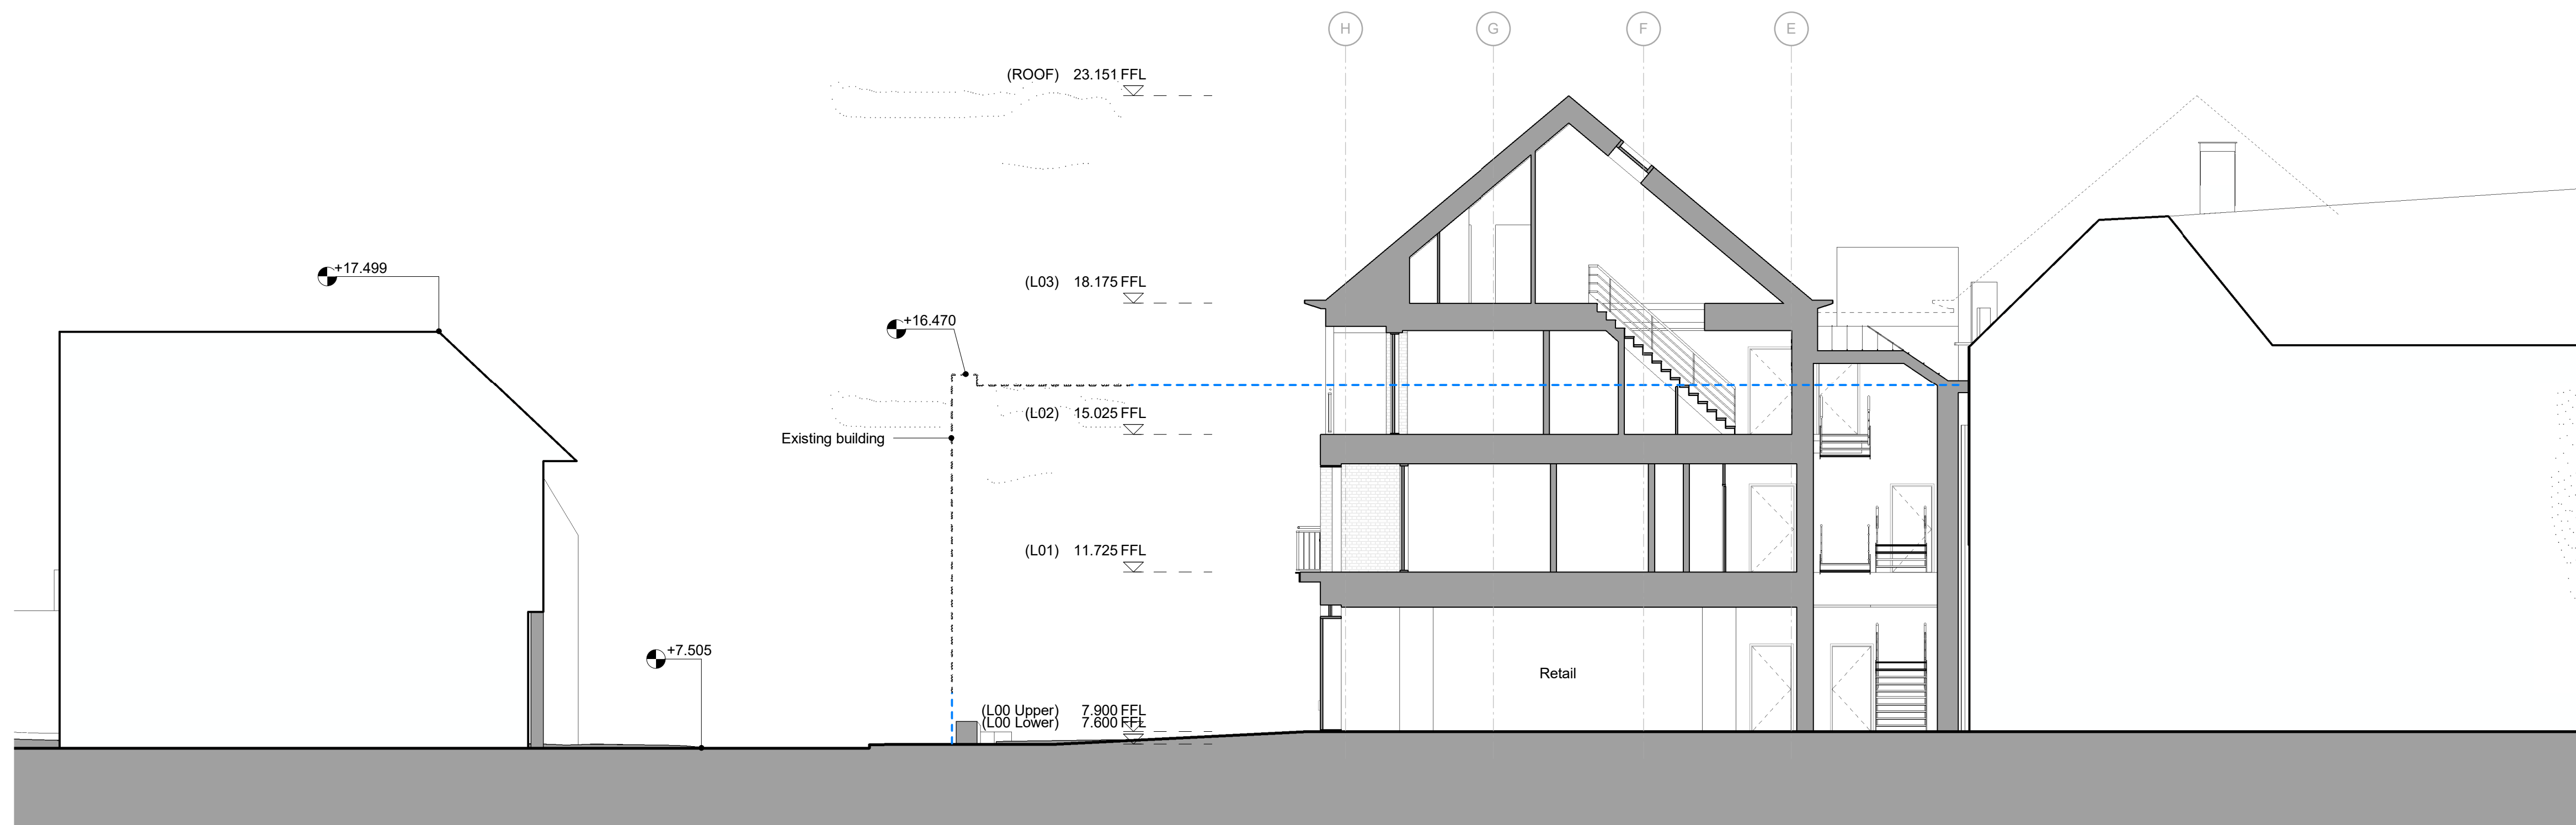 H G F E
(ROOF) 23.151 FFL
+17.499
(L03) 18.175 FFL
+16.470
(L02) 15.025 FFL
Existing building
(L01) 11.725 FFL
+7.505
Retail
(L00 Upper) 7.900 FFL
(L00 Lower) 7.600 FFL